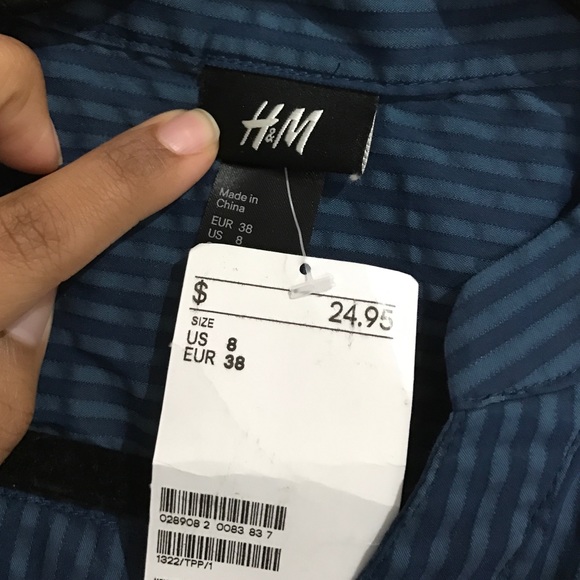 H&M
Made in
China
EUR 38
US 8
$ 24.95
SIZE
US 8
EUR 38
028908 2 0083 83 7
1322/TPP/1